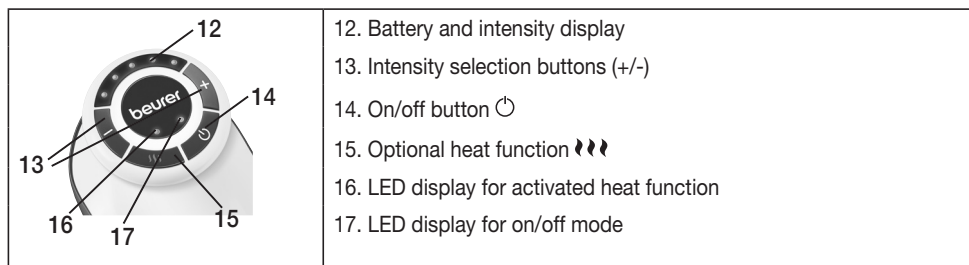 12
13
14
15
16
17
beurer
+
−
12. Battery and intensity display
13. Intensity selection buttons (+/-)
14. On/off button
15. Optional heat function
16. LED display for activated heat function
17. LED display for on/off mode